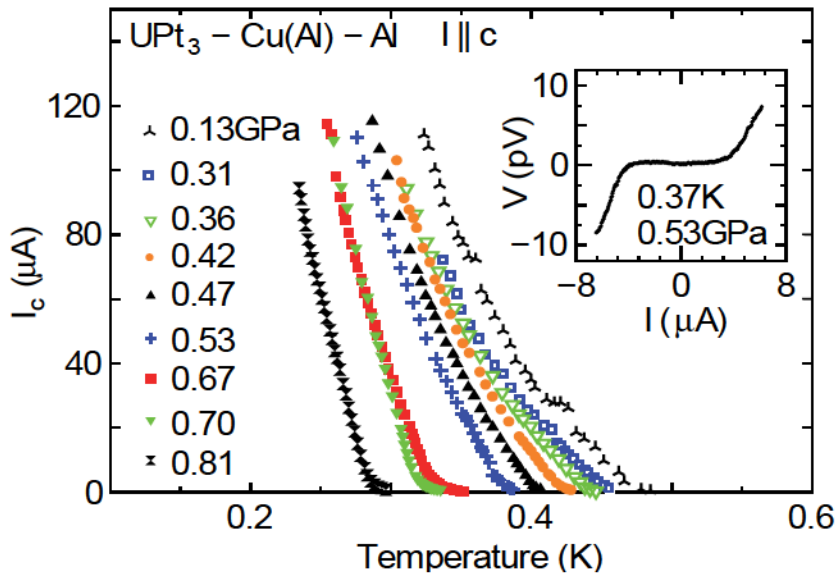 UPt₃ − Cu(Al) − Al I ∥ c
120
80
40
0
I_c (μA)
0.13GPa
0.31
0.36
0.42
0.47
0.53
0.67
0.70
0.81
0.2
0.4
0.6
Temperature (K)
10
0
−10
V (pV)
0.37K
0.53GPa
−8
0
8
I (μA)